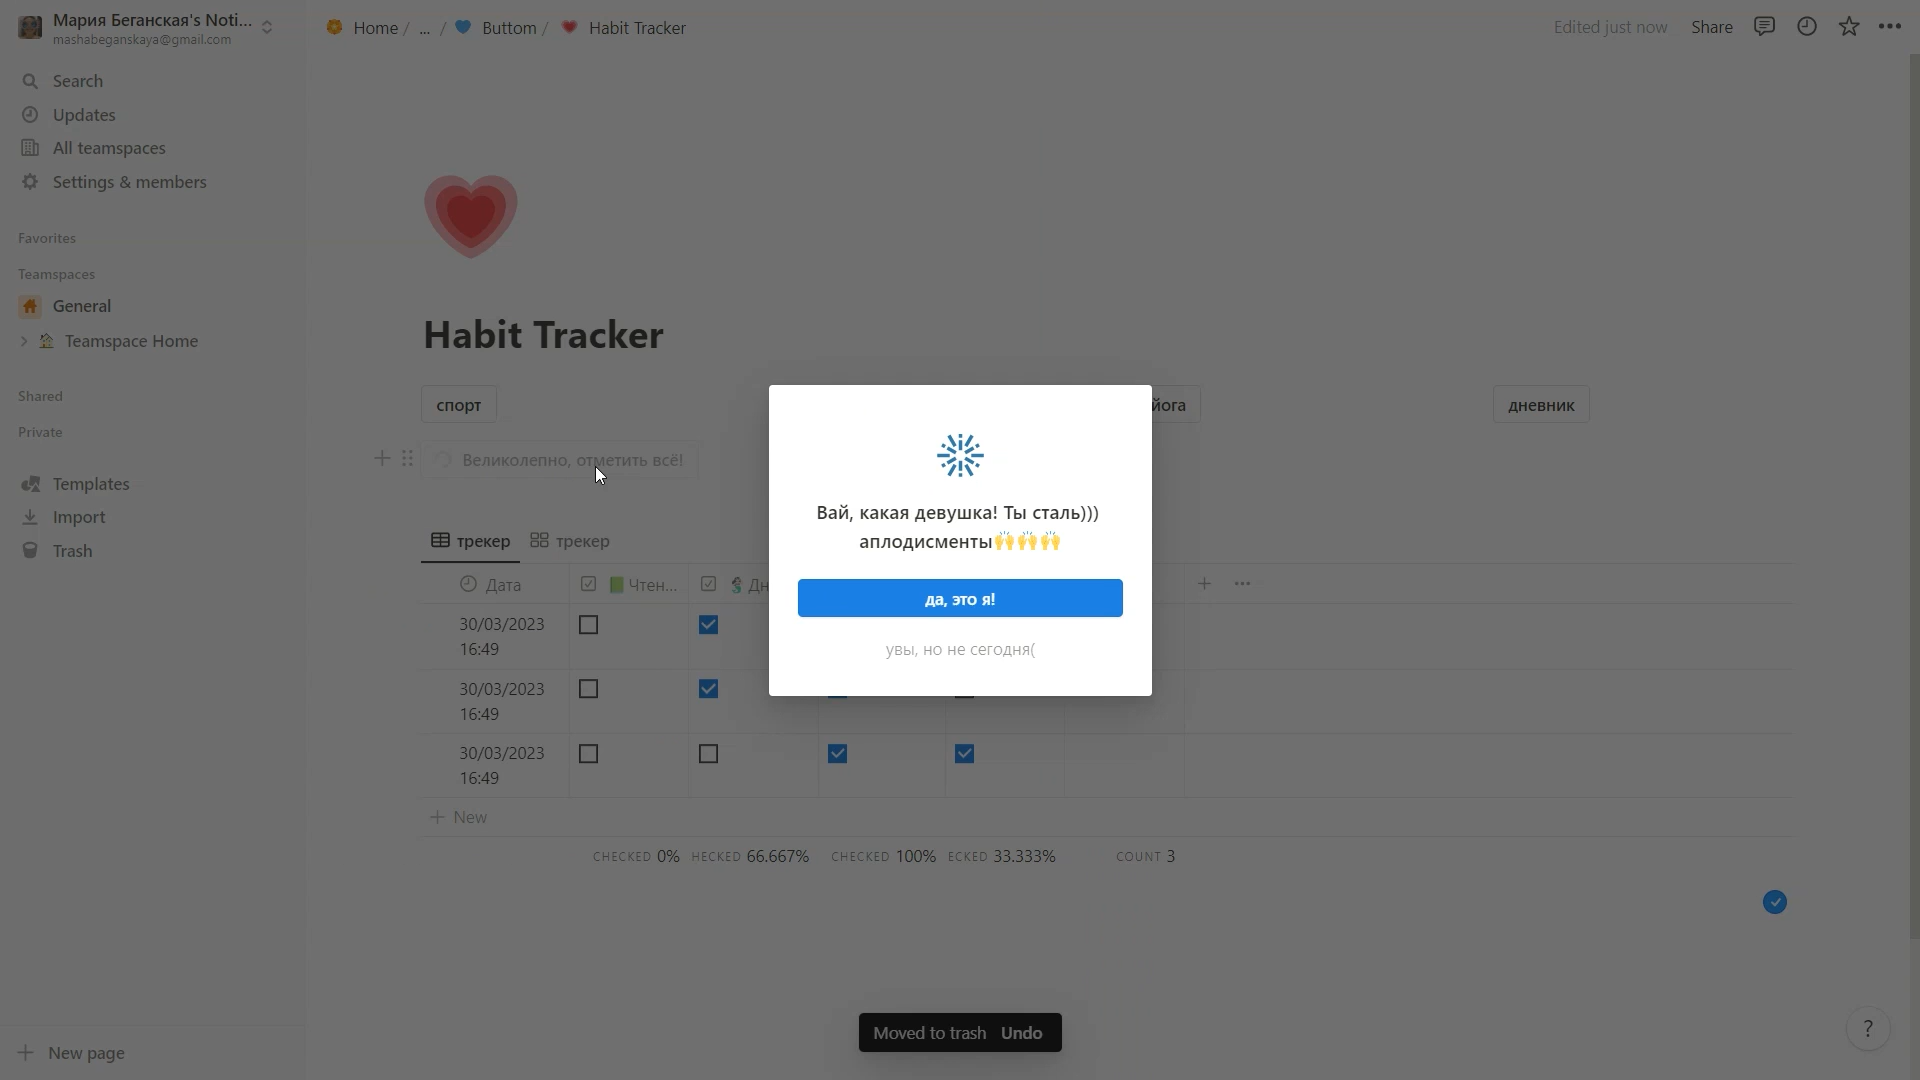 Мария Беганская's Noti...
mashabeganskaya@gmail.com
Home / ... / Buttom / Habit Tracker
Edited just now
Share
Search
Updates
All teamspaces
Settings & members
Favorites
Teamspaces
General
Teamspace Home
Shared
Private
Templates
Import
Trash
New page
Habit Tracker
спорт
йога
дневник
Великолепно, отметить всё!
трекер
трекер
Дата
Чтен...
Дн
30/03/2023
16:49
30/03/2023
16:49
30/03/2023
16:49
New
CHECKED 0%
HECKED 66.667%
CHECKED 100%
ECKED 33.333%
COUNT 3
Вай, какая девушка! Ты сталь)))
аплодисменты🙌🙌🙌
да, это я!
увы, но не сегодня(
Moved to trash Undo
?